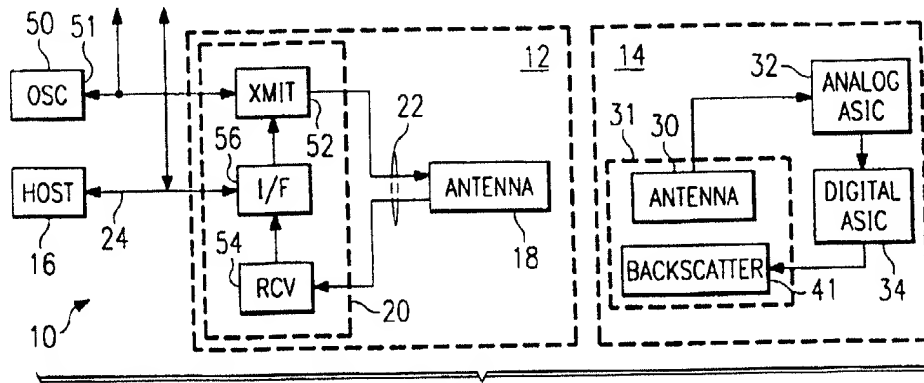 50
51
OSC
XMIT
52
12
22
14
32
ANALOG
ASIC
56
I/F
HOST
24
16
ANTENNA
18
31
30
ANTENNA
DIGITAL
ASIC
34
54
RCV
20
BACKSCATTER
41
10